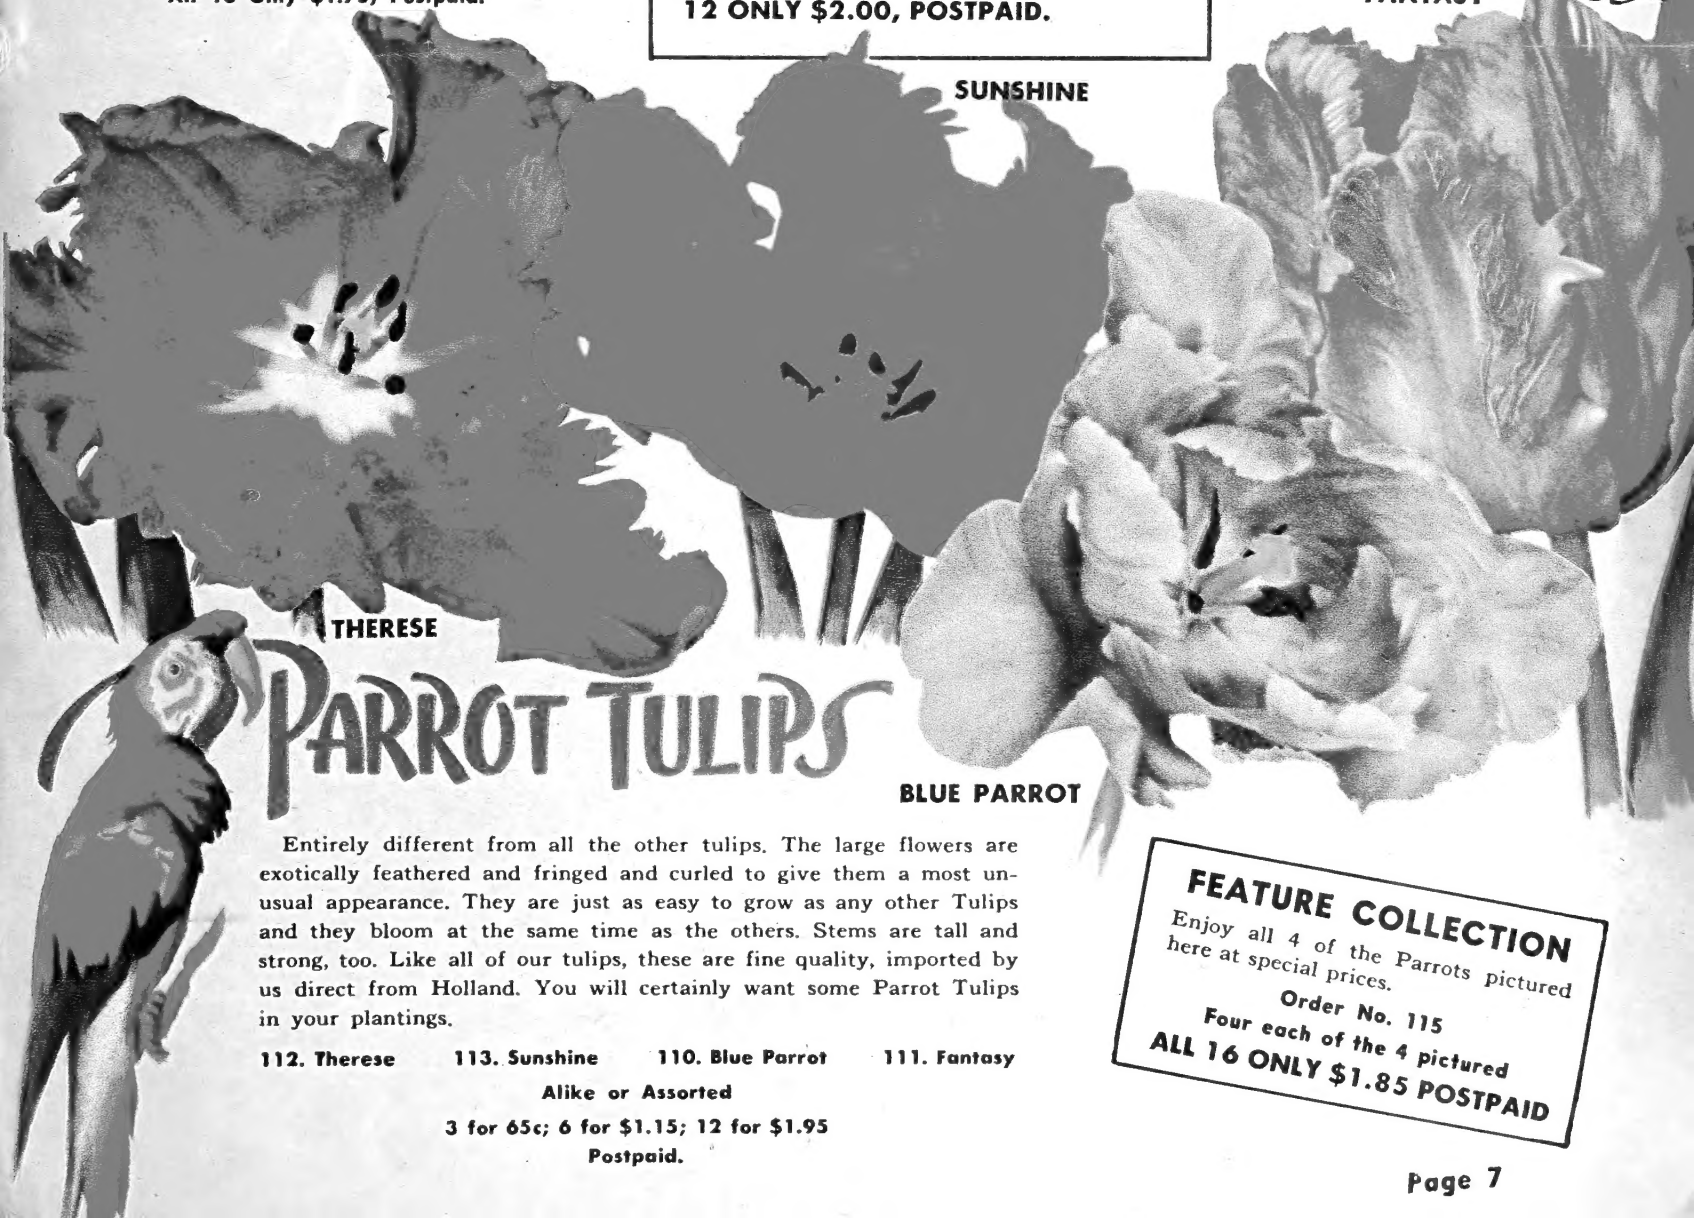 12 ONLY $2.00, POSTPAID.
SUNSHINE
THERESE
PARROT TULIPS
BLUE PARROT
Entirely different from all the other tulips. The large flowers are
exotically feathered and fringed and curled to give them a most un-
usual appearance. They are just as easy to grow as any other Tulips
and they bloom at the same time as the others. Stems are tall and
strong, too. Like all of our tulips, these are fine quality, imported by
us direct from Holland. You will certainly want some Parrot Tulips
in your plantings.
112. Therese 113. Sunshine 110. Blue Parrot 111. Fantasy
Alike or Assorted
3 for 65c; 6 for $1.15; 12 for $1.95
Postpaid.
FEATURE COLLECTION
Enjoy all 4 of the Parrots pictured
here at special prices.
Order No. 115
Four each of the 4 pictured
ALL 16 ONLY $1.85 POSTPAID
Page 7